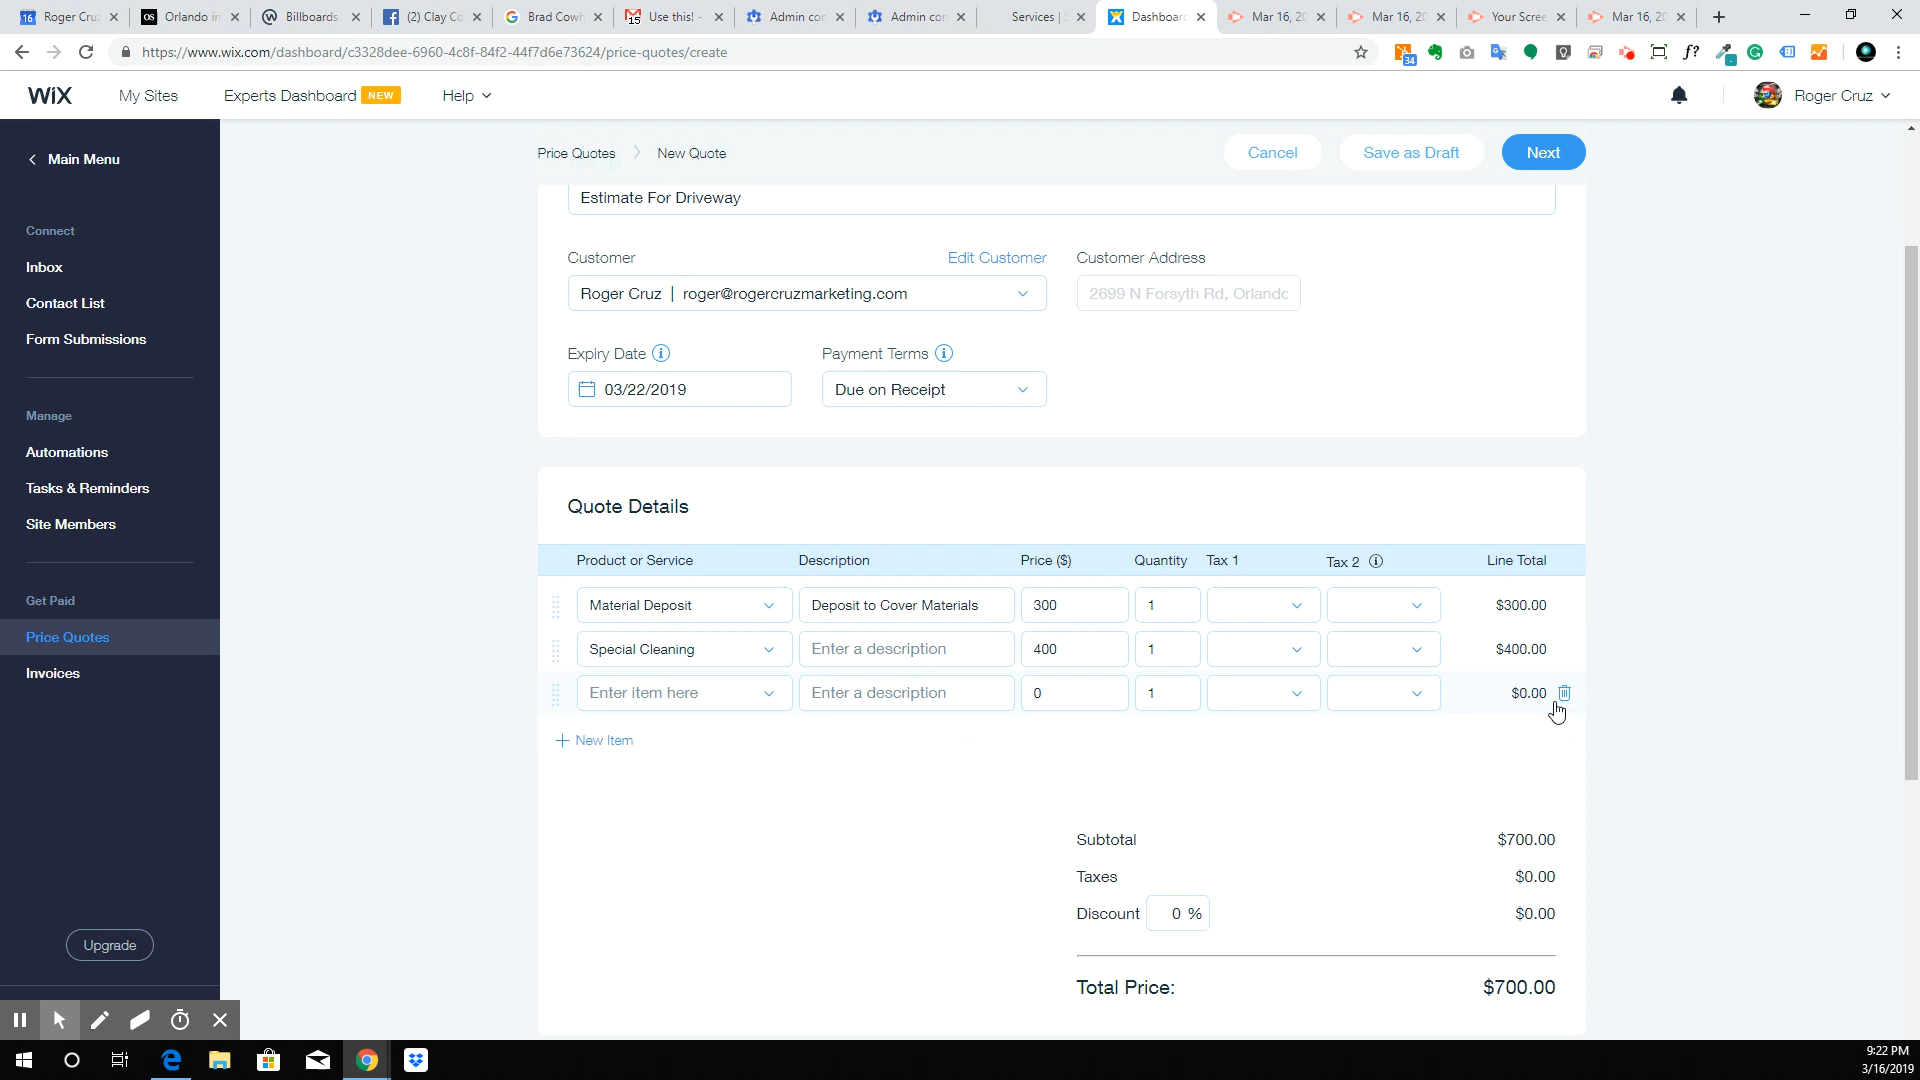 16 Roger Cru
OS Orlando in
Billboards
(2) Clay Co
Brad Cowh
15 Use this! -
Admin con
Admin con
Services | S
Dashboard
Mar 16, 20
Mar 16, 20
Your Scree
Mar 16, 20
https://www.wix.com/dashboard/c3328dee-6960-4c8f-84f2-44f7d6e73624/price-quotes/create
34
f?
WiX
My Sites
Experts Dashboard NEW
Help
Roger Cruz
Main Menu
Price Quotes
New Quote
Cancel
Save as Draft
Next
Connect
Inbox
Contact List
Form Submissions
Manage
Automations
Tasks & Reminders
Site Members
Get Paid
Price Quotes
Invoices
Upgrade
Estimate For Driveway
Customer
Edit Customer
Customer Address
Roger Cruz | roger@rogercruzmarketing.com
2699 N Forsyth Rd, Orlando
Expiry Date
Payment Terms
03/22/2019
Due on Receipt
Quote Details
Product or Service Description Price ($) Quantity Tax 1 Tax 2 Line Total
Material Deposit Deposit to Cover Materials 300 1 $300.00
Special Cleaning Enter a description 400 1 $400.00
Enter item here Enter a description 0 1 $0.00
+ New Item
Subtotal $700.00
Taxes $0.00
Discount 0 % $0.00
Total Price: $700.00
9:22 PM
3/16/2019